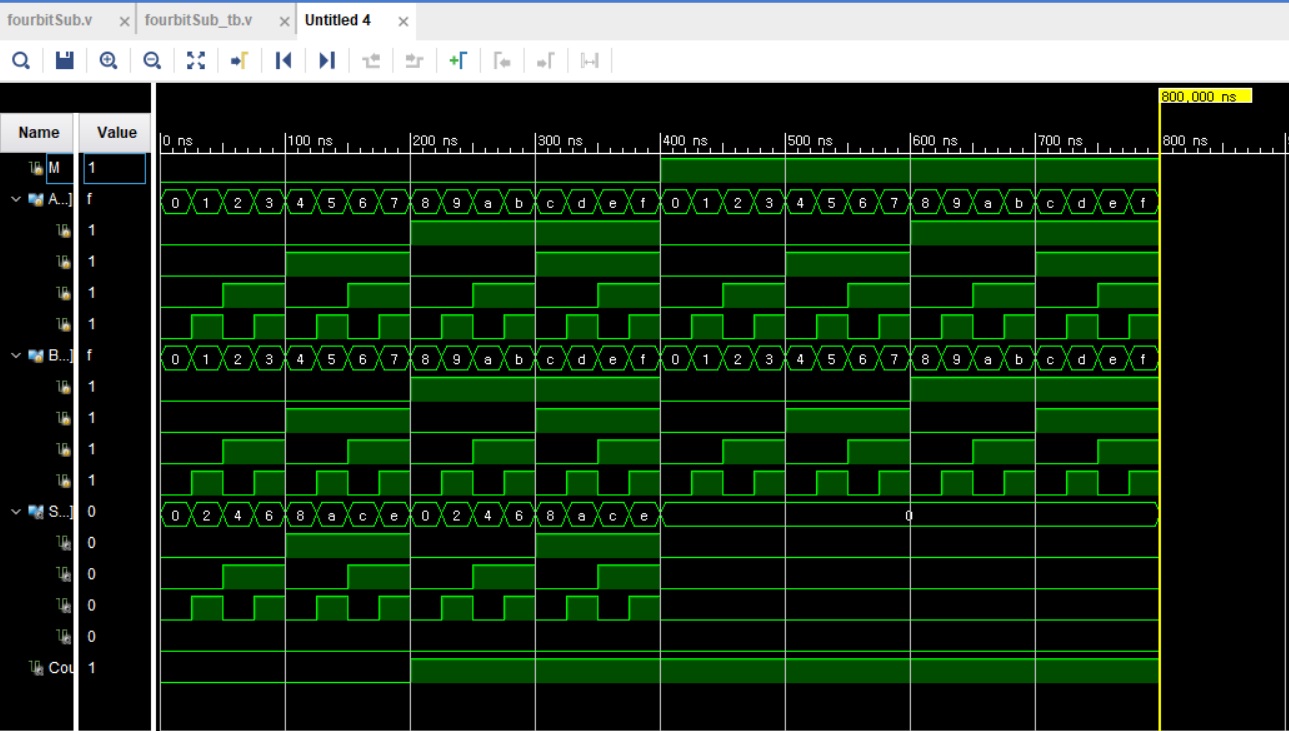 fourbitSub.v × fourbitSub_tb.v × Untitled 4 ×
800,000 ns
Name Value 0 ns 100 ns 200 ns 300 ns 400 ns 500 ns 600 ns 700 ns 800 ns
M 1
A...] f 0 1 2 3 4 5 6 7 8 9 a b c d e f 0 1 2 3 4 5 6 7 8 9 a b c d e f
1
1
1
1
B...] f 0 1 2 3 4 5 6 7 8 9 a b c d e f 0 1 2 3 4 5 6 7 8 9 a b c d e f
1
1
1
1
S...] 0 0 2 4 6 8 a c e 0 2 4 6 8 a c e 0
0
0
0
0
Cou 1